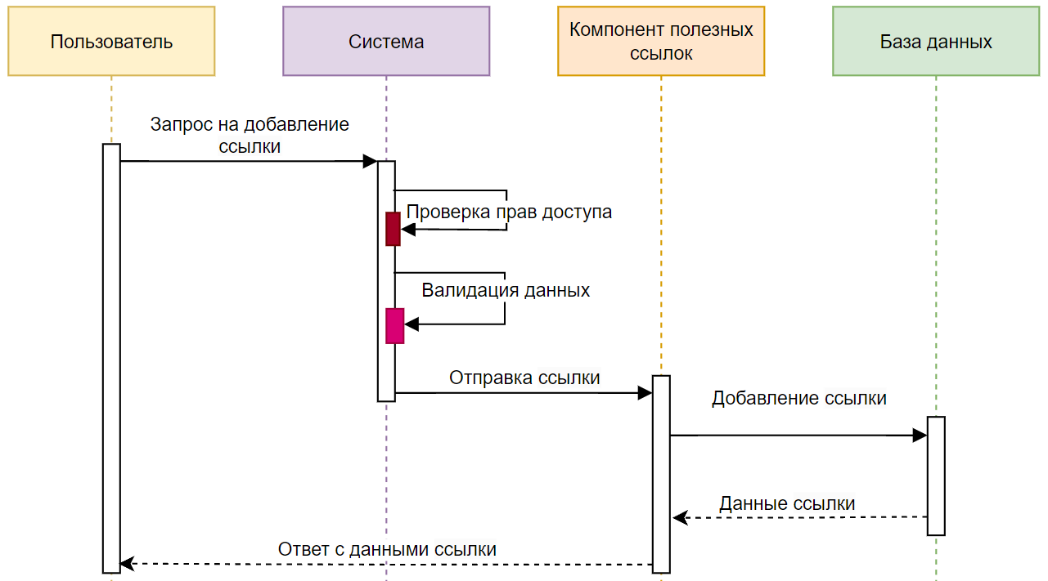 Пользователь
Система
Компонент полезных
ссылок
База данных
Запрос на добавление
ссылки
Проверка прав доступа
Валидация данных
Отправка ссылки
Добавление ссылки
Данные ссылки
Ответ с данными ссылки